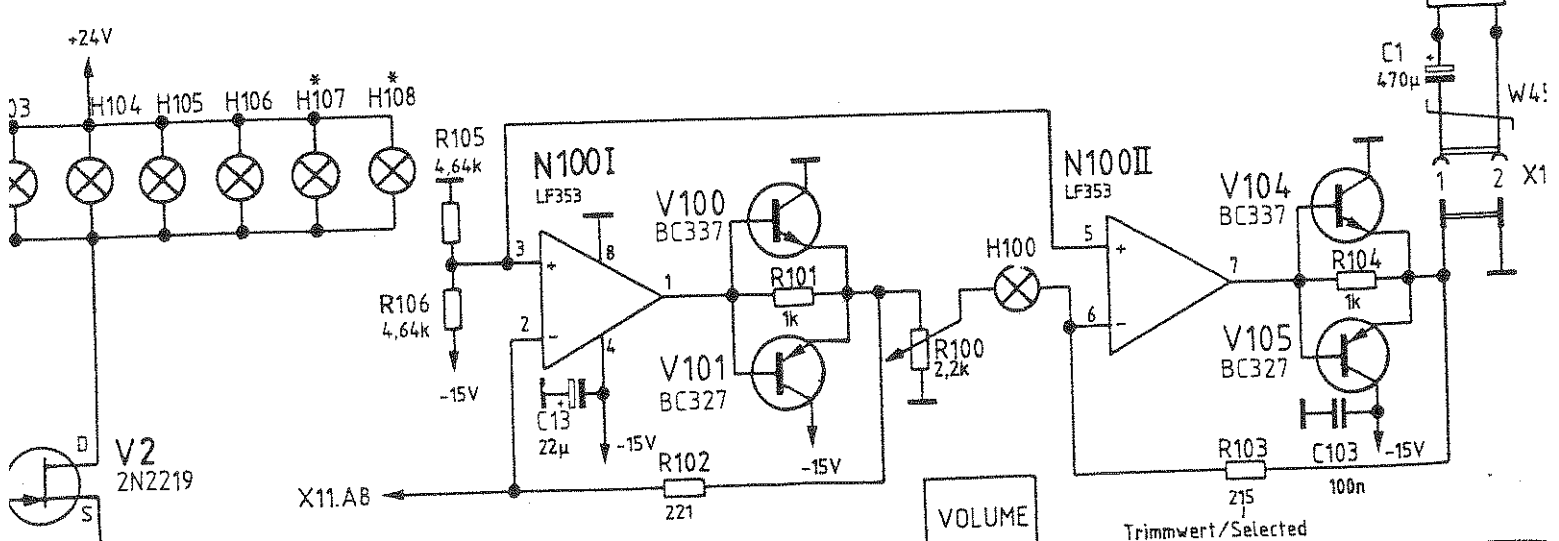 +24V
C1
470µ
03
H104
H105
H106
*
H107
*
H108
R105
4,64k
N100I
LF353
N100II
LF353
V100
BC337
V104
BC337
1
2
3
8
5
H100
R101
1k
R104
1k
1
7
R106
4,64k
2
4
6
R100
2,2k
V101
BC327
V105
BC327
-15V
C13
22µ
-15V
-15V
C103
100n
-15V
D
V2
2N2219
S
X11.A8
R102
221
R103
215
VOLUME
Trimmwert/Selected